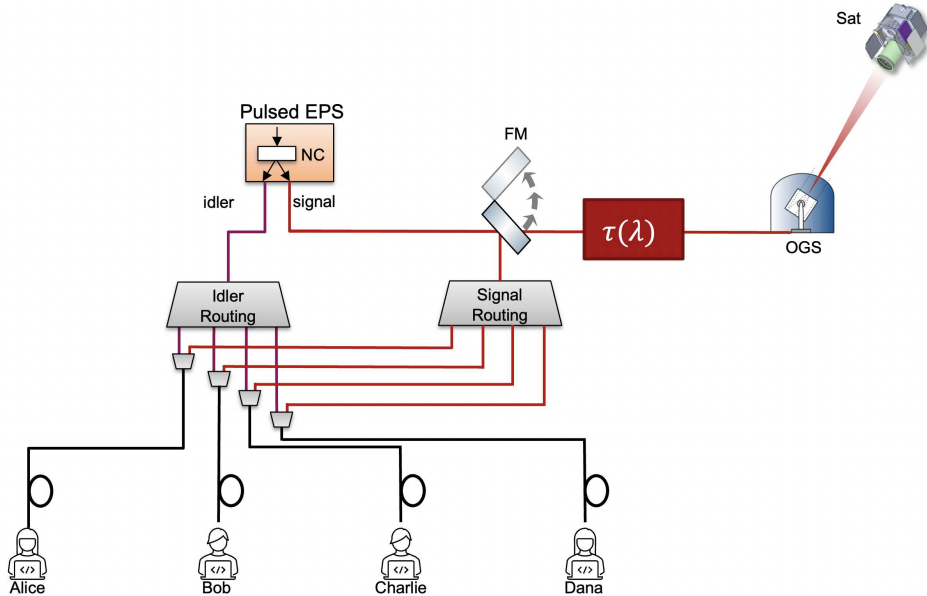 Sat
Pulsed EPS
NC
FM
idler
signal
τ(λ)
OGS
Idler
Routing
Signal
Routing
</>
</>
</>
</>
Alice
Bob
Charlie
Dana